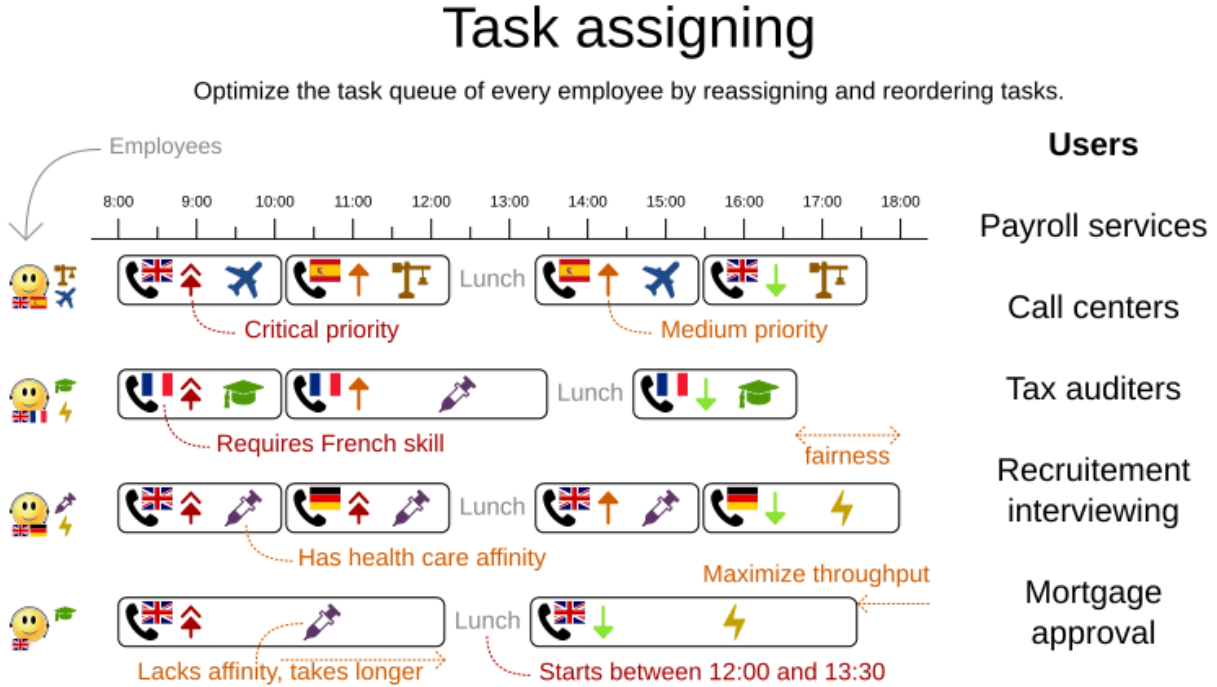 Task assigning
Optimize the task queue of every employee by reassigning and reordering tasks.
Employees
Users
8:00 9:00 10:00 11:00 12:00 13:00 14:00 15:00 16:00 17:00 18:00
Payroll services
Lunch
Call centers
Critical priority
Medium priority
Lunch
Tax auditers
Requires French skill
fairness
Recruitement
interviewing
Lunch
Has health care affinity
Maximize throughput
Mortgage
approval
Lunch
Lacks affinity, takes longer
Starts between 12:00 and 13:30